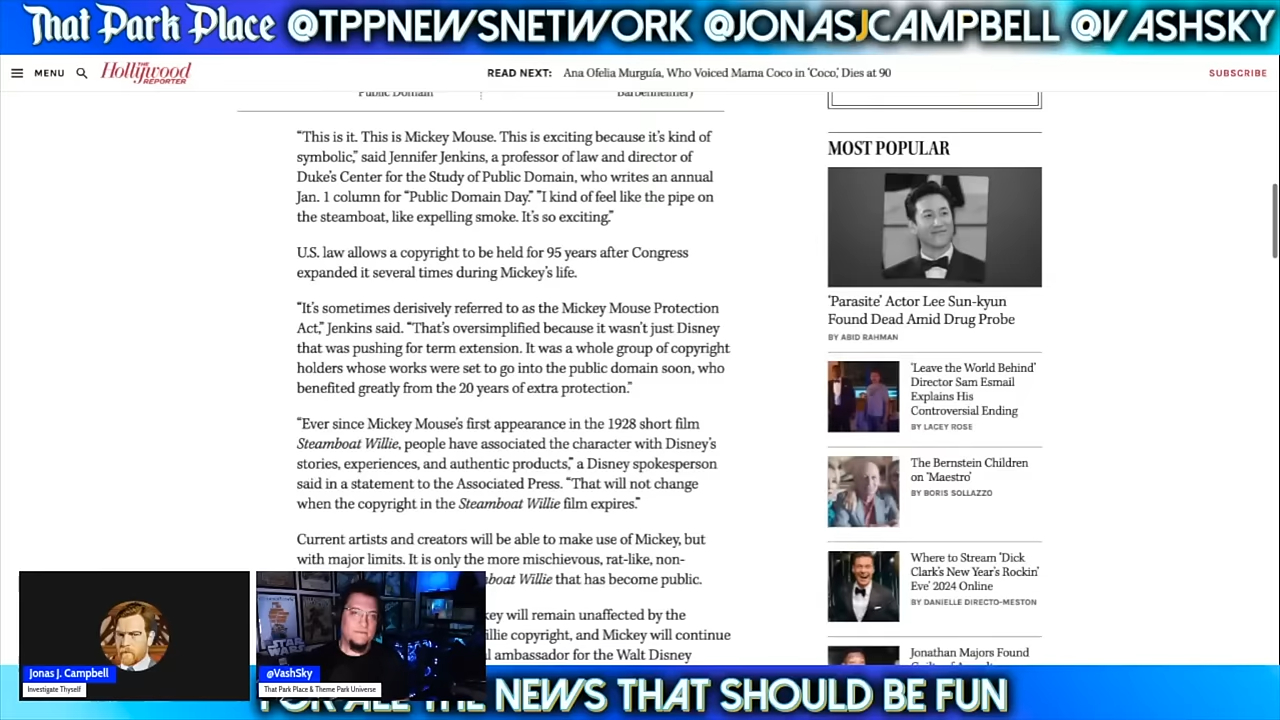 That Park Place @TPPNEWSNETWORK @JONASJCAMPBELL @VASHSKY
MENU
THE
Hollywood
REPORTER
READ NEXT: Ana Ofelia Murguía, Who Voiced Mama Coco in ‘Coco,’ Dies at 90
SUBSCRIBE
Public Domain
Barbenheimer)
“This is it. This is Mickey Mouse. This is exciting because it’s kind of
symbolic,” said Jennifer Jenkins, a professor of law and director of
Duke’s Center for the Study of Public Domain, who writes an annual
Jan. 1 column for “Public Domain Day.” “I kind of feel like the pipe on
the steamboat, like expelling smoke. It’s so exciting.”
U.S. law allows a copyright to be held for 95 years after Congress
expanded it several times during Mickey’s life.
“It’s sometimes derisively referred to as the Mickey Mouse Protection
Act,” Jenkins said. “That’s oversimplified because it wasn’t just Disney
that was pushing for term extension. It was a whole group of copyright
holders whose works were set to go into the public domain soon, who
benefited greatly from the 20 years of extra protection.”
“Ever since Mickey Mouse’s first appearance in the 1928 short film
Steamboat Willie, people have associated the character with Disney’s
stories, experiences, and authentic products,” a Disney spokesperson
said in a statement to the Associated Press. “That will not change
when the copyright in the Steamboat Willie film expires.”
Current artists and creators will be able to make use of Mickey, but
with major limits. It is only the more mischievous, rat-like, non-
boat Willie that has become public.
key will remain unaffected by the
illie copyright, and Mickey will continue
l ambassador for the Walt Disney
MOST POPULAR
‘Parasite’ Actor Lee Sun-kyun
Found Dead Amid Drug Probe
BY ABID RAHMAN
‘Leave the World Behind’
Director Sam Esmail
Explains His
Controversial Ending
BY LACEY ROSE
The Bernstein Children
on ‘Maestro’
BY BORIS SOLLAZZO
Where to Stream ‘Dick
Clark’s New Year’s Rockin’
Eve’ 2024 Online
BY DANIELLE DIRECTO-MESTON
Jonathan Majors Found
STAR
WARS
Jonas J. Campbell
Investigate Thyself
@VashSky
That Park Place & Theme Park Universe
FOR ALL THE NEWS THAT SHOULD BE FUN